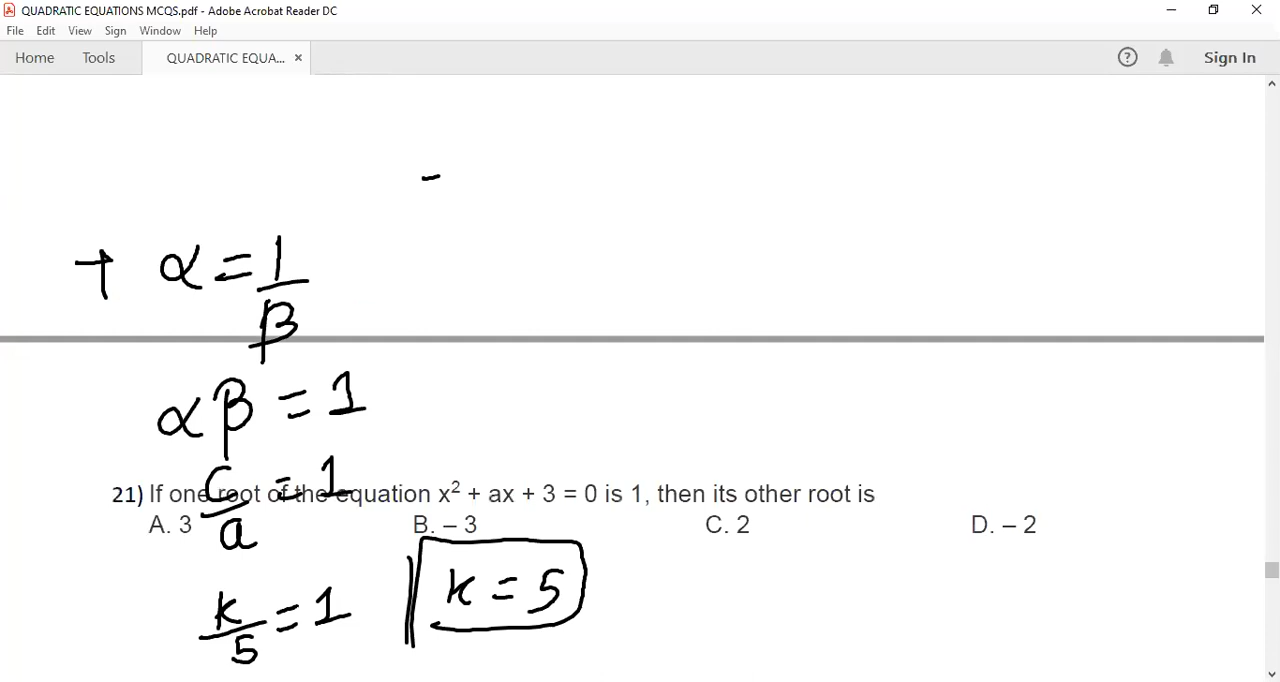 QUADRATIC EQUATIONS MCQS.pdf - Adobe Acrobat Reader DC
File Edit View Sign Window Help
Home Tools QUADRATIC EQUA... × Sign In
-
+ α = 1/β
αβ = 1
c/a = 1
21) If one root of the equation x² + ax + 3 = 0 is 1, then its other root is
A. 3 B. – 3 C. 2 D. – 2
k/5 = 1 k = 5